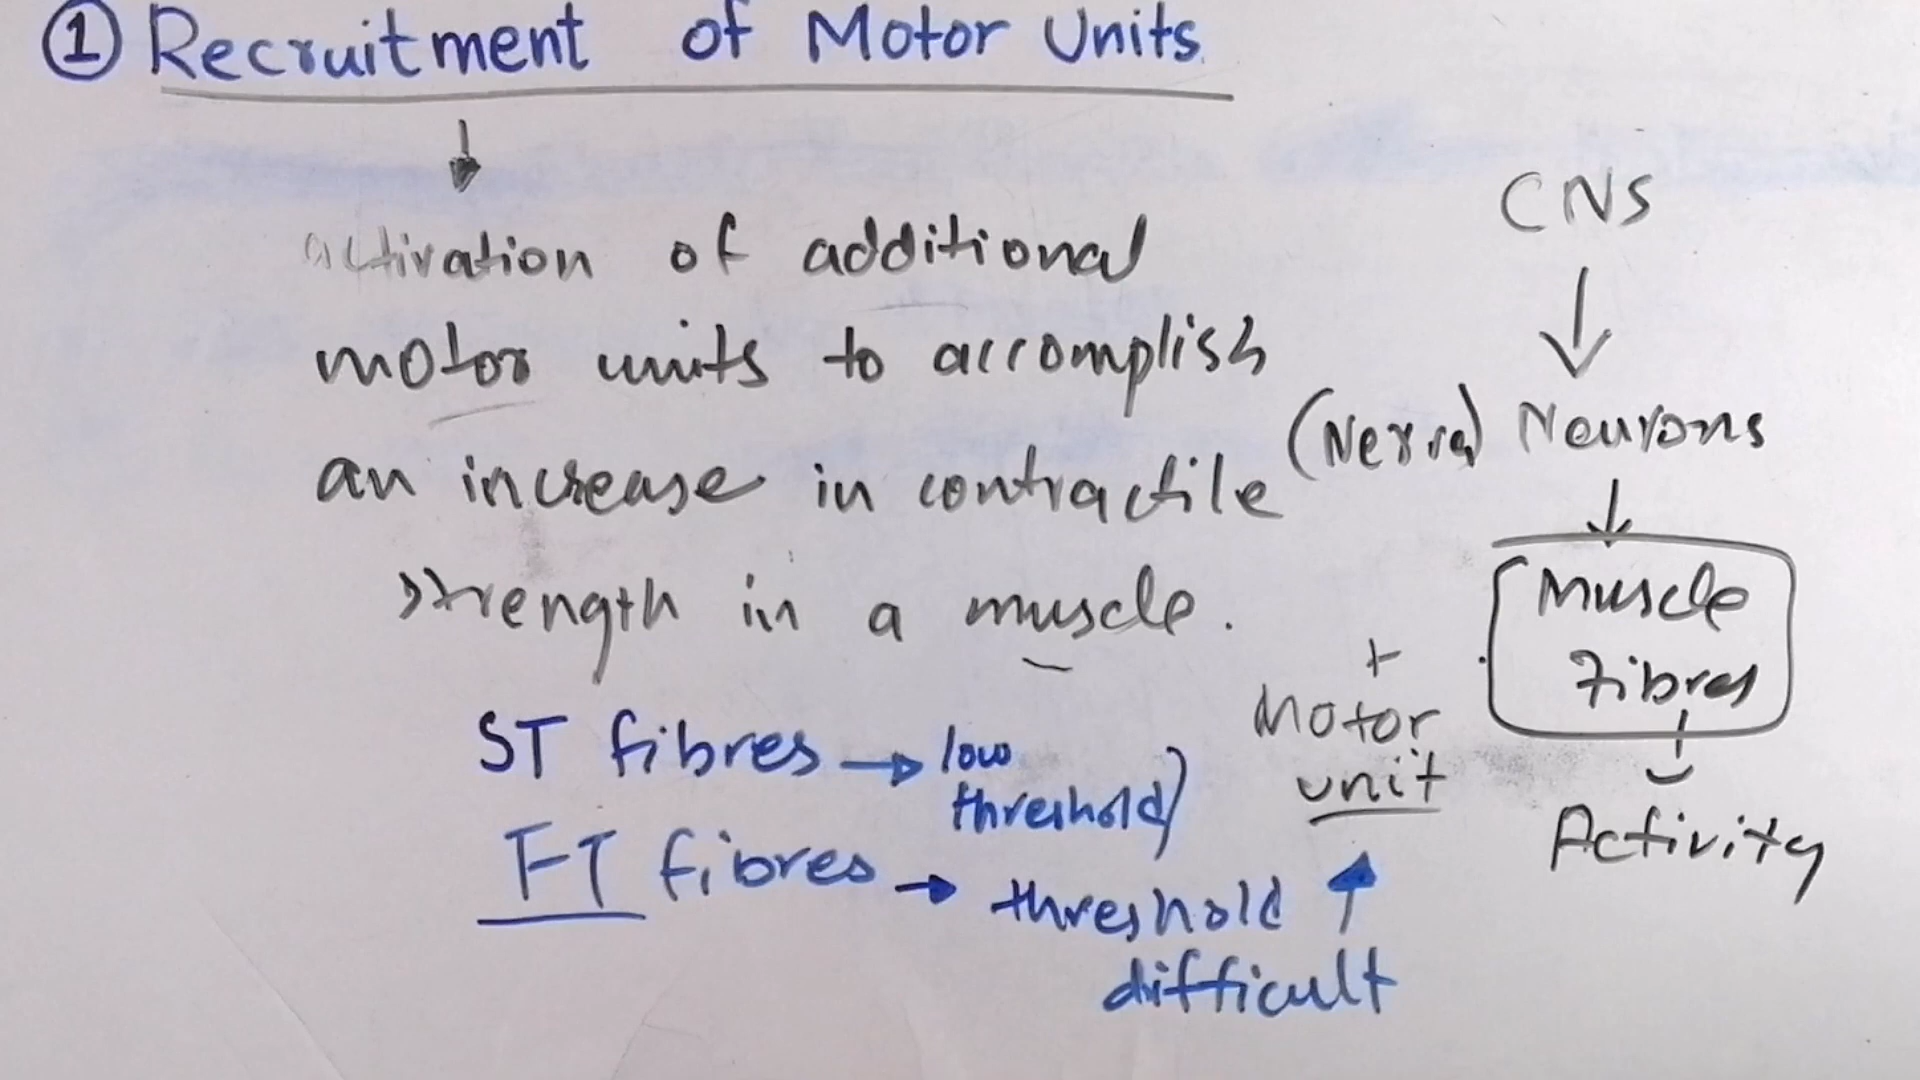 ① Recruitment of Motor Units
activation of additional
motor units to accomplish
an increase in contractile
strength in a muscle.
ST fibres → low
threshold)
FT fibres → threshold ↑
difficult
CNS
↓
Neurons
↓
Muscle
Fibres
Activity
+
Motor
unit